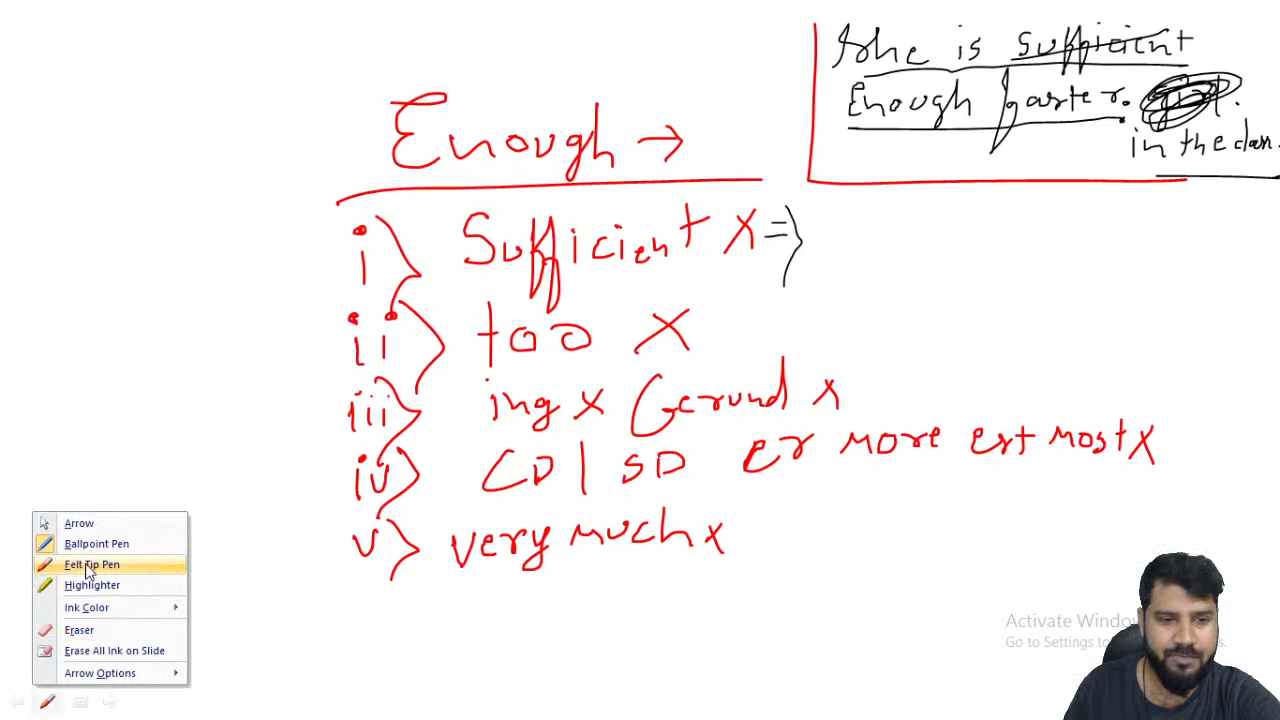 She is sufficient
Enough faster.
in the class.
Enough →
i) Sufficient X ⇒
ii) too X
iii) ing x Gerund x
iv) CD | SD er more est most X
v) very much x
Arrow
Ballpoint Pen
Felt Tip Pen
Highlighter
Ink Color
Eraser
Erase All Ink on Slide
Arrow Options
Activate Windo
Go to Settings to